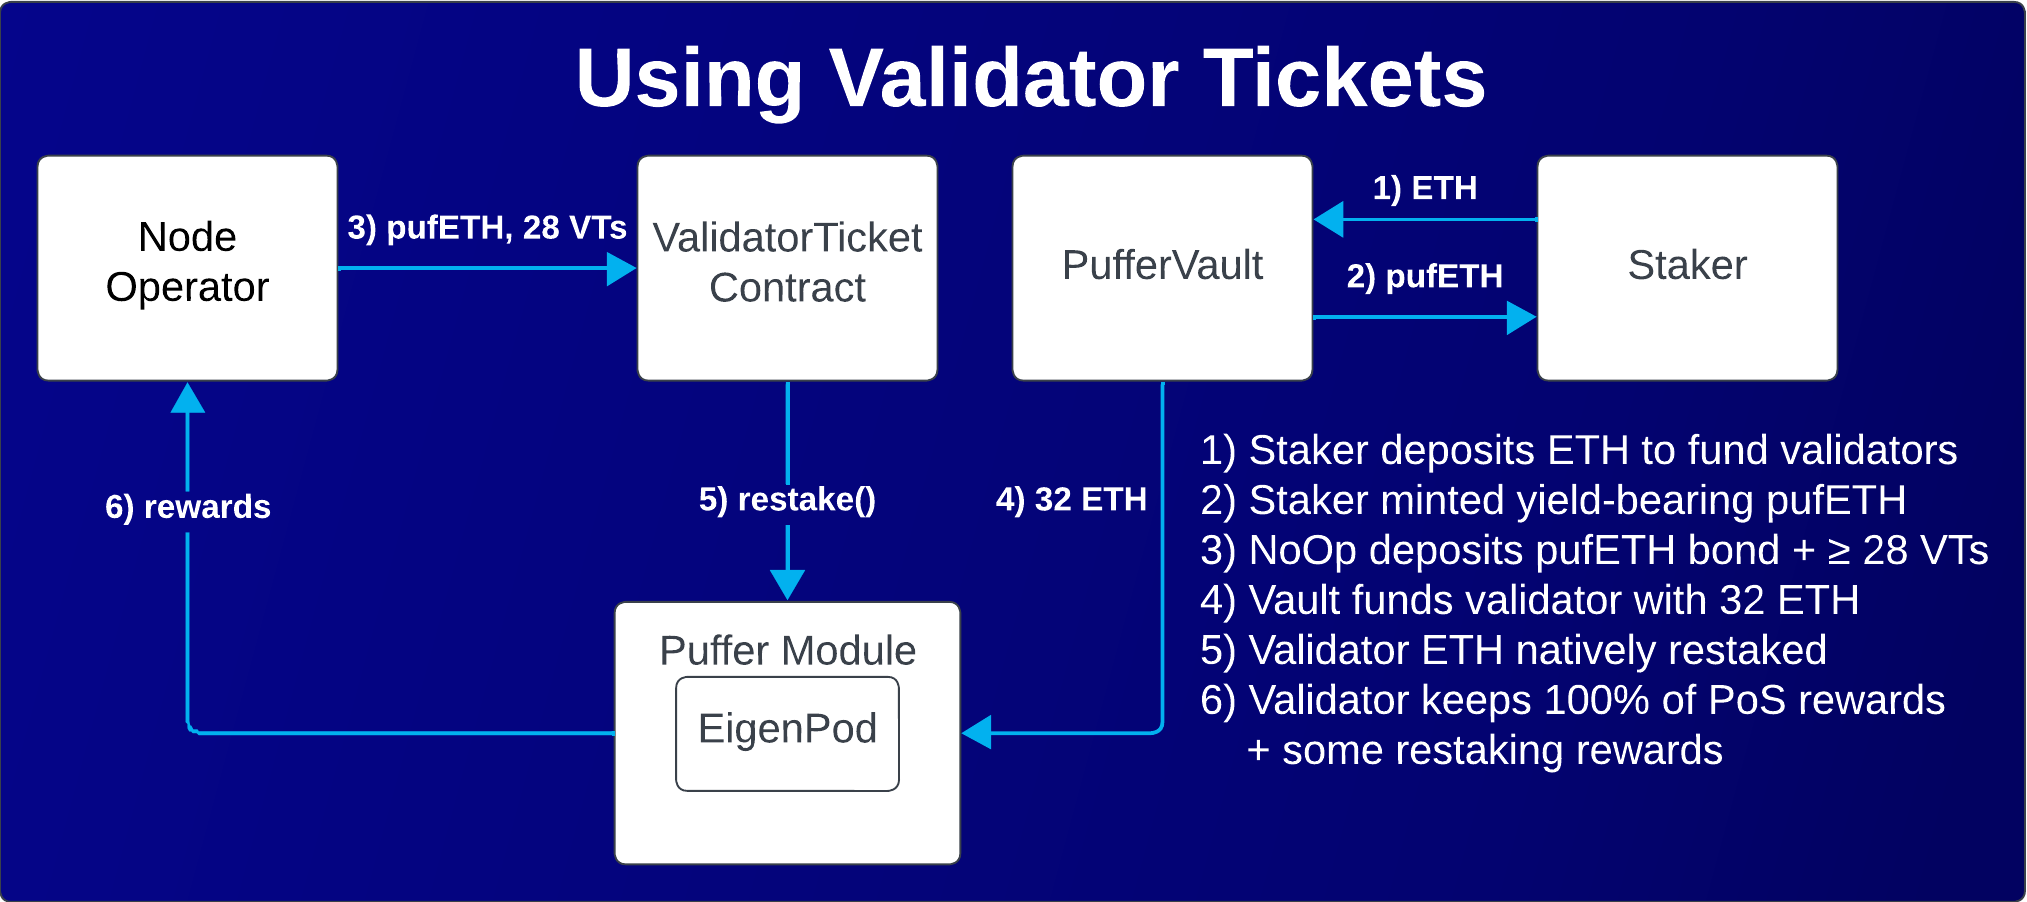 Using Validator Tickets
Node
Operator
3) pufETH, 28 VTs
ValidatorTicket
Contract
PufferVault
1) ETH
2) pufETH
Staker
6) rewards
5) restake()
4) 32 ETH
Puffer Module
EigenPod
1) Staker deposits ETH to fund validators
2) Staker minted yield-bearing pufETH
3) NoOp deposits pufETH bond + ≥ 28 VTs
4) Vault funds validator with 32 ETH
5) Validator ETH natively restaked
6) Validator keeps 100% of PoS rewards
+ some restaking rewards